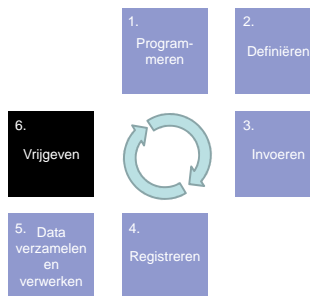 1.
Program-
meren
2.
Definiëren
3.
Invoeren
4.
Registreren
5. Data
verzamelen
en
verwerken
6.
Vrijgeven